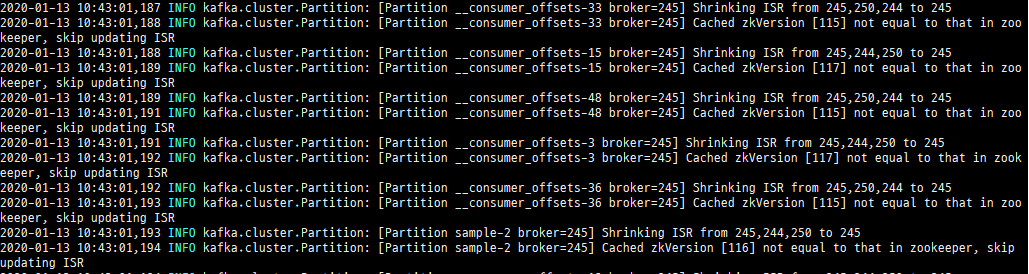 2020-01-13 10:43:01,187 INFO kafka.cluster.Partition: [Partition __consumer_offsets-33 broker=245] Shrinking ISR from 245,250,244 to 245
2020-01-13 10:43:01,188 INFO kafka.cluster.Partition: [Partition __consumer_offsets-33 broker=245] Cached zkVersion [115] not equal to that in zoo
keeper, skip updating ISR
2020-01-13 10:43:01,188 INFO kafka.cluster.Partition: [Partition __consumer_offsets-15 broker=245] Shrinking ISR from 245,244,250 to 245
2020-01-13 10:43:01,189 INFO kafka.cluster.Partition: [Partition __consumer_offsets-15 broker=245] Cached zkVersion [117] not equal to that in zoo
keeper, skip updating ISR
2020-01-13 10:43:01,189 INFO kafka.cluster.Partition: [Partition __consumer_offsets-48 broker=245] Shrinking ISR from 245,250,244 to 245
2020-01-13 10:43:01,191 INFO kafka.cluster.Partition: [Partition __consumer_offsets-48 broker=245] Cached zkVersion [115] not equal to that in zoo
keeper, skip updating ISR
2020-01-13 10:43:01,191 INFO kafka.cluster.Partition: [Partition __consumer_offsets-3 broker=245] Shrinking ISR from 245,244,250 to 245
2020-01-13 10:43:01,192 INFO kafka.cluster.Partition: [Partition __consumer_offsets-3 broker=245] Cached zkVersion [117] not equal to that in zook
eeper, skip updating ISR
2020-01-13 10:43:01,192 INFO kafka.cluster.Partition: [Partition __consumer_offsets-36 broker=245] Shrinking ISR from 245,250,244 to 245
2020-01-13 10:43:01,193 INFO kafka.cluster.Partition: [Partition __consumer_offsets-36 broker=245] Cached zkVersion [115] not equal to that in zoo
keeper, skip updating ISR
2020-01-13 10:43:01,193 INFO kafka.cluster.Partition: [Partition sample-2 broker=245] Shrinking ISR from 245,244,250 to 245
2020-01-13 10:43:01,194 INFO kafka.cluster.Partition: [Partition sample-2 broker=245] Cached zkVersion [116] not equal to that in zookeeper, skip
updating ISR